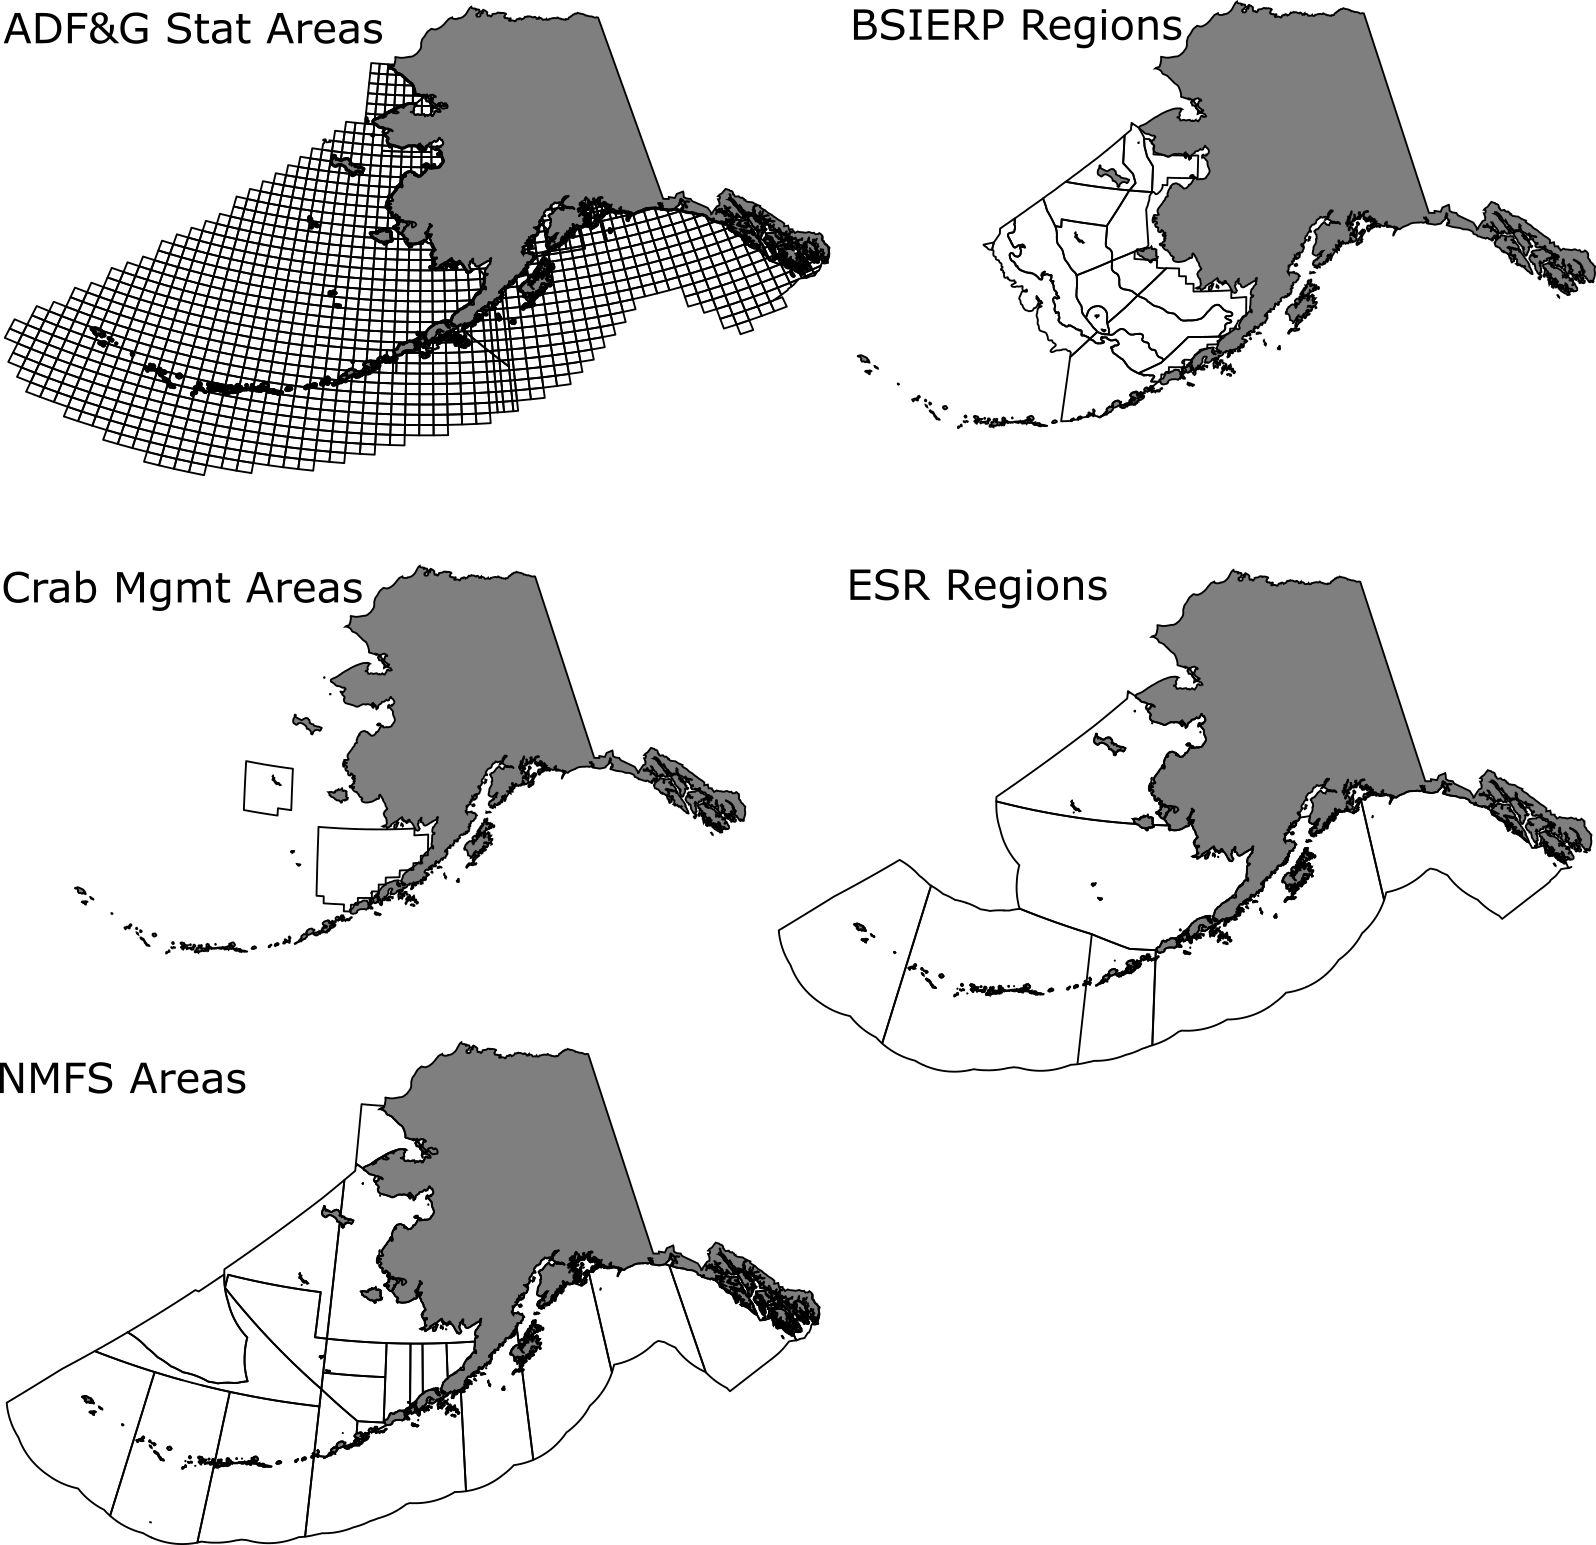 ADF&G Stat Areas
BSIERP Regions
Crab Mgmt Areas
ESR Regions
NMFS Areas